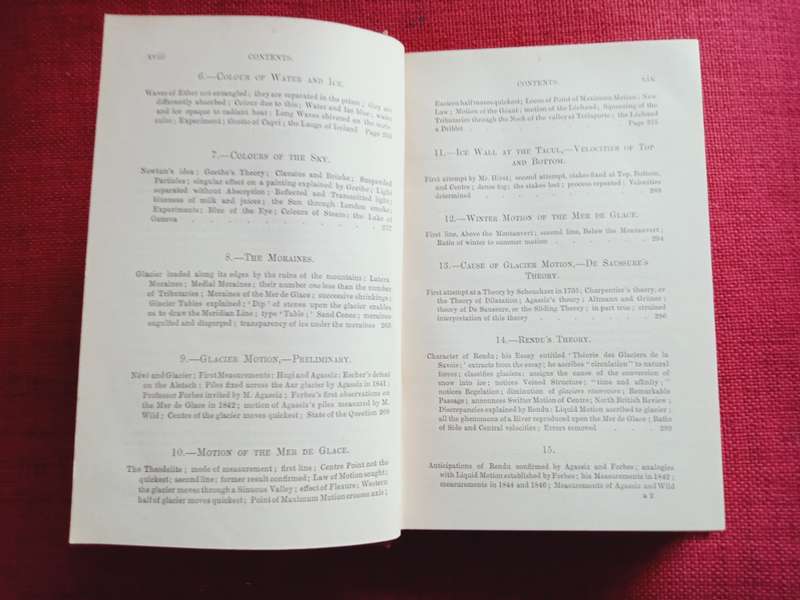 xviii CONTENTS.
6.—COLOUR OF WATER AND ICE.
Waves of Ether not entangled; they are separated in the prism; they are
differently absorbed; Colour due to this; Water and Ice blue; water
and ice opaque to radiant heat; Long Waves shivered on the
Experiment; Grotto of Capri; the Laugs of Iceland Page
7.—COLOURS OF THE SKY.
Newton's idea; Goethe's Theory; Clausius and Brücke; Suspended
Particles; singular effect on a painting explained by Goethe; Light
separated without Absorption; Reflected and Transmitted light;
blueness of milk and juices; the Sun through London smoke;
Experiments; Blue of the Eye; Colours of Steam; the Lake of
Geneva . . . . . . . . . 257
8.—THE MORAINES.
Glacier loaded along its edges by the ruins of the mountains; Lateral
Moraines; Medial Moraines; their number one less than the number
of Tributaries; Moraines of the Mer de Glace; successive shrinkings;
Glacier Tables explained; 'Dip' of stones upon the glacier enables
us to draw the Meridian Line; type 'Table;' Sand Cones; moraines
engulfed and disgorged; transparency of ice under the moraines 263
9.—GLACIER MOTION,—PRELIMINARY.
Névé and Glacier; First Measurements; Hugi and Agassiz; Escher's defeat
on the Aletsch; Piles fixed across the Aar glacier by Agassiz in 1841;
Professor Forbes invited by M. Agassiz; Forbes's first observations
on the Mer de Glace in 1842; motion of Agassiz's piles measured by M.
Wild; Centre of the glacier moves quickest; State of the Question 269
10.—MOTION OF THE MER DE GLACE.
The Theodolite; mode of measurement; first line; Centre Point not the
quickest; second line; former result confirmed; Law of Motion sought;
the glacier moves through a Sinuous Valley; effect of Flexure; Western
half of glacier moves quickest; Point of Maximum Motion crosses axis;
CONTENTS. xix
Eastern half moves quickest; Locus of Point of Maximum Motion; New
Law; Motion of the Géant; motion of the Léchaud; Squeezing of the
Tributaries through the Neck of the valley at Trélaporte; the Léchaud
a Driblet . . . . . . . Page 275
11.—ICE WALL AT THE TACUL,—VELOCITIES OF TOP
AND BOTTOM.
First attempt by Mr. Hirst; second attempt, stakes fixed at Top, Bottom,
and Centre; dense fog; the stakes lost; process repeated; Velocities
determined . . . . . . . 289
12.—WINTER MOTION OF THE MER DE GLACE.
First line, Above the Montanvert; second line, Below the Montanvert;
Ratio of winter to summer motion . . . . . 294
13.—CAUSE OF GLACIER MOTION,—DE SAUSSURE'S
THEORY.
First attempt at a Theory by Scheuchzer in 1705; Charpentier's theory, or
the Theory of Dilatation; Agassiz's theory; Altmann and Grüner;
theory of De Saussure, or the Sliding Theory; in part true; strained
interpretation of this theory . . . . . . 296
14.—RENDU'S THEORY.
Character of Rendu; his Essay entitled 'Théorie des Glaciers de la
Savoie;' extracts from the essay; he ascribes "circulation" to natural
forces; classifies glaciers; assigns the cause of the conversion of
snow into ice; notices Veined Structure; "time and affinity;"
notices Regelation; diminution of glaciers réservoirs; Remarkable
Passage; announces Swifter Motion of Centre; North British Review;
Discrepancies explained by Rendu; Liquid Motion ascribed to glacier;
all the phenomena of a River reproduced upon the Mer de Glace; Ratio
of Side and Central velocities; Errors removed . . 299
15.
Anticipations of Rendu confirmed by Agassiz and Forbes; analogies
with Liquid Motion established by Forbes; his Measurements in 1842;
measurements in 1844 and 1846; Measurements of Agassiz and Wild
a 2